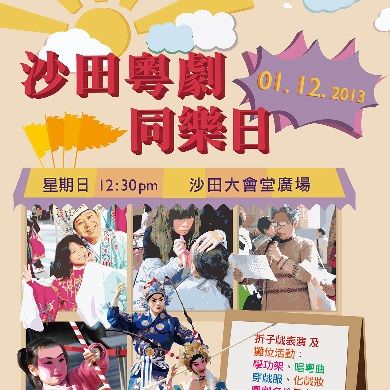 沙田粵劇
同樂日
01.12.2013
星期日 12:30pm 沙田大會堂廣場
折子戲表演 及
攤位活動：
學功架、唱粵曲
穿戲服、化戲妝